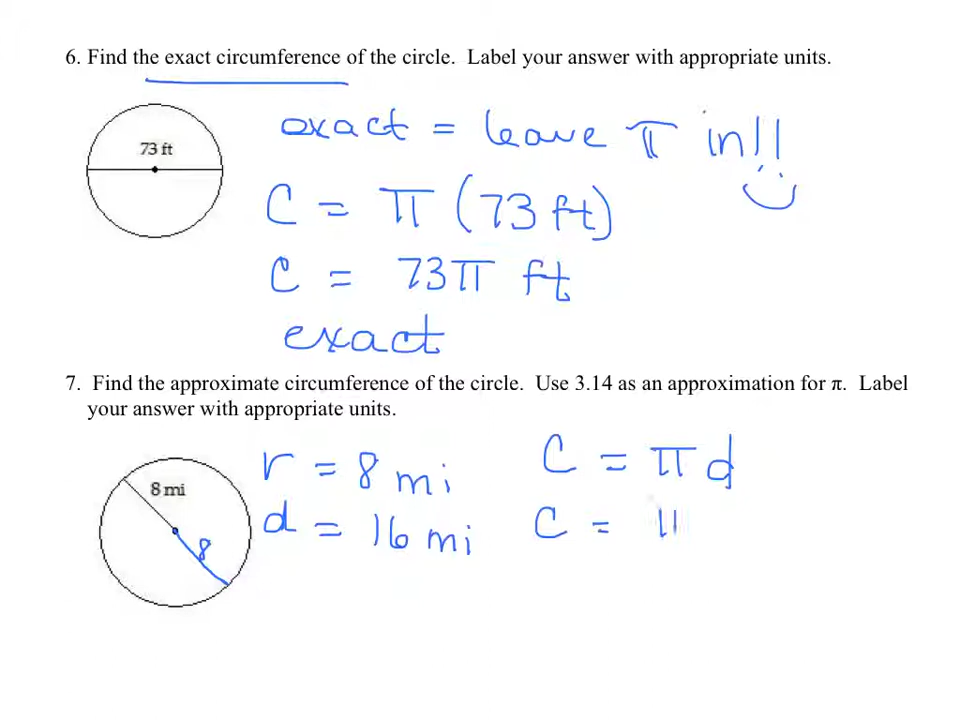 6. Find the exact circumference of the circle. Label your answer with appropriate units.
73 ft
exact = leave π in!!
C = π (73 ft)
C = 73π ft
exact
7. Find the approximate circumference of the circle. Use 3.14 as an approximation for π. Label
your answer with appropriate units.
8 mi
8
r = 8 mi
d = 16 mi
C = πd
C =